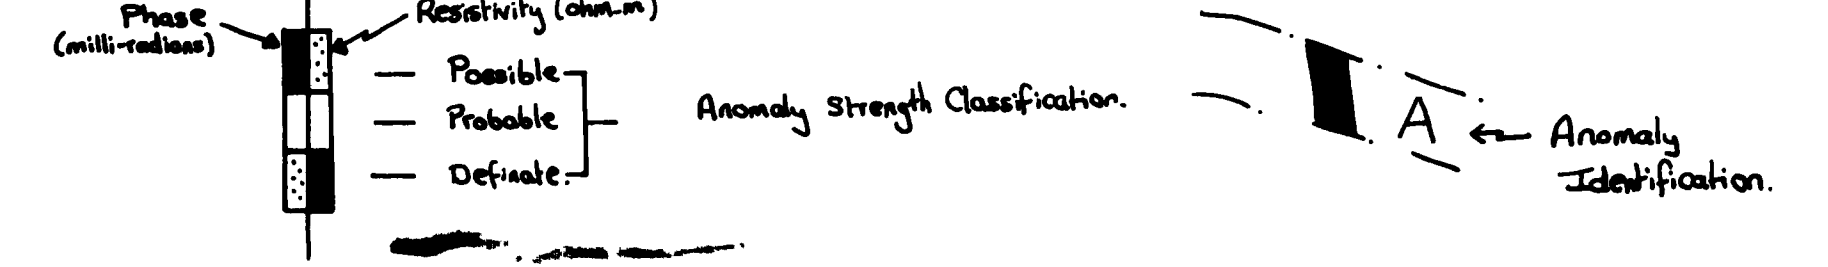 Phase
(milli-radians)
Resistivity (ohm-m)
Possible
Probable
Definate.
Anomaly Strength Classification.
A
Anomaly
Identification.